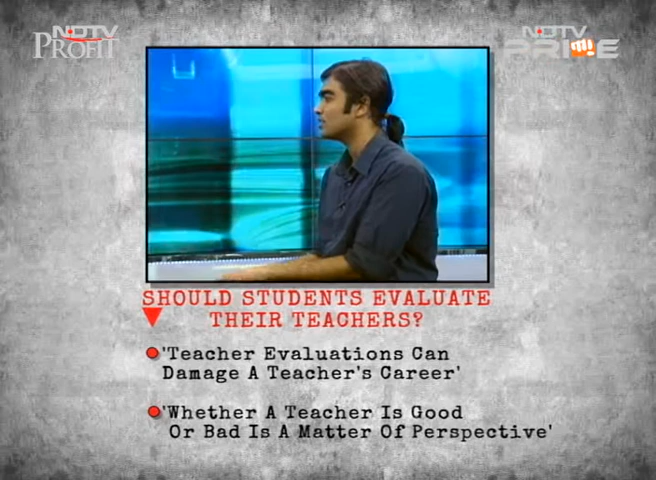 NDTV
PROFIT
NDTV
PRIME
SHOULD STUDENTS EVALUATE
THEIR TEACHERS?
'Teacher Evaluations Can
Damage A Teacher's Career'
'Whether A Teacher Is Good
Or Bad Is A Matter Of Perspective'